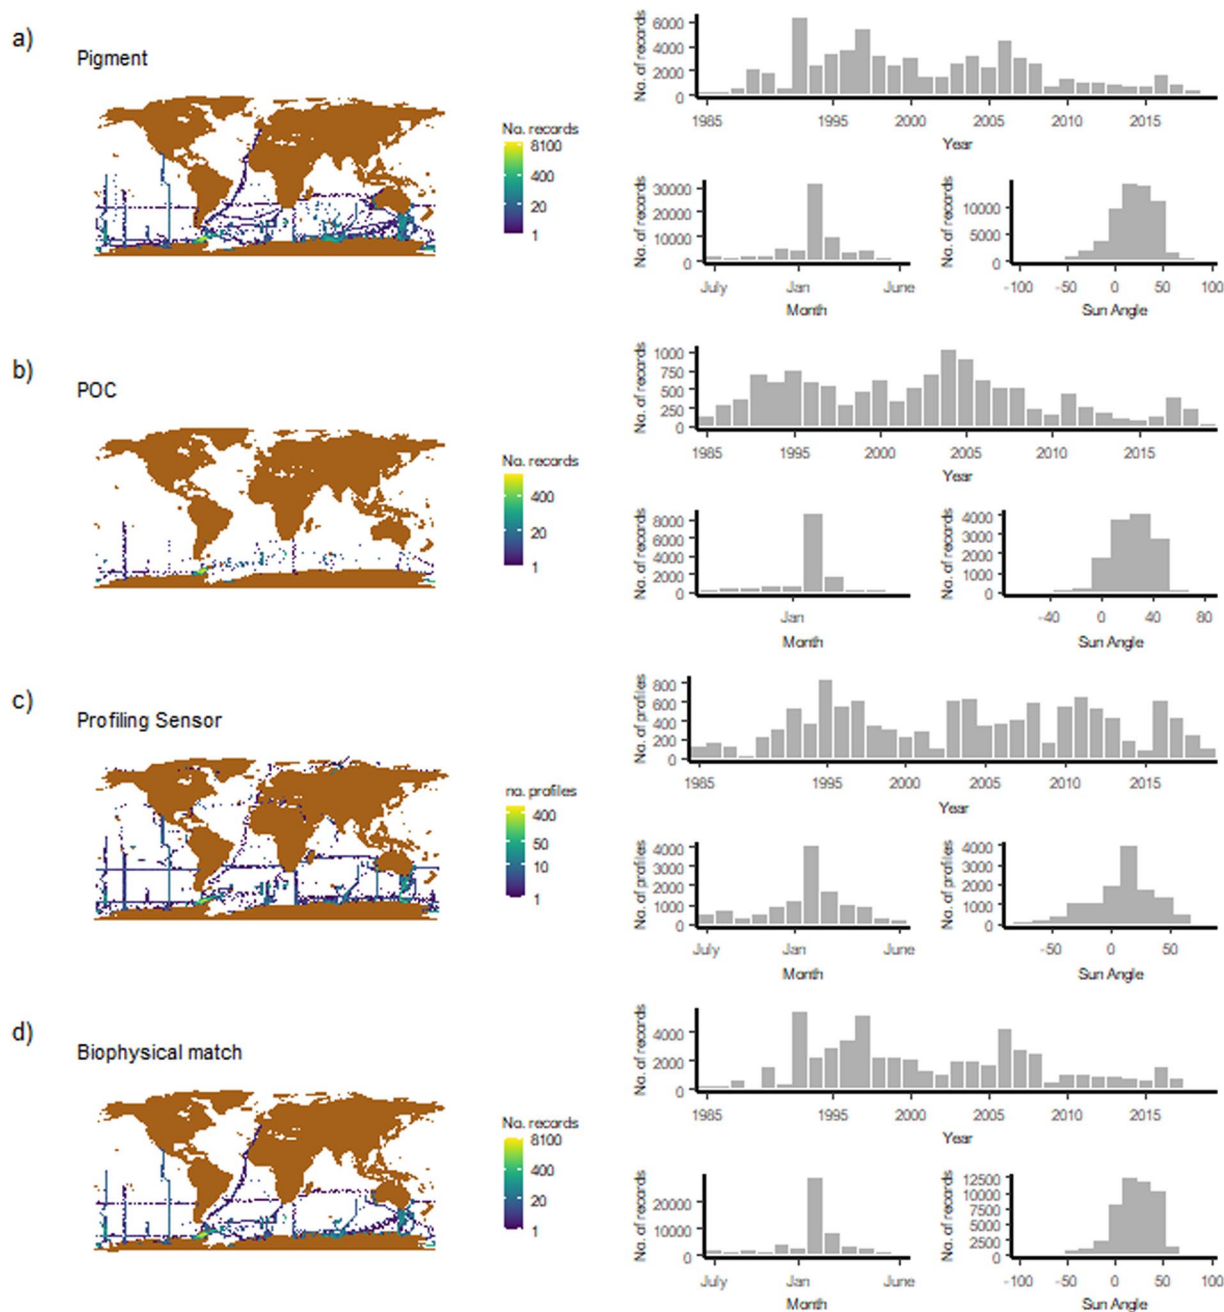 a)
Pigment
No. records
8100
400
20
1
No. of records
6000
4000
2000
0
1985 1995 2000 2005 2010 2015
Year
No. of records
30000
20000
10000
0
July Jan June
Month
No. of records
10000
5000
0
-100 -50 0 50 100
Sun Angle
b)
POC
No. records
400
20
1
No. of records
1000
750
500
250
0
1985 1995 2000 2005 2010 2015
Year
No. of records
8000
6000
4000
2000
0
Jan
Month
No. of records
4000
3000
2000
1000
0
-40 0 40 80
Sun Angle
c)
Profiling Sensor
no. profiles
400
50
10
1
No. of profiles
800
600
400
200
0
1985 1995 2000 2005 2010 2015
Year
No. of profiles
4000
3000
2000
1000
0
July Jan June
Month
No. of profiles
4000
3000
2000
1000
0
-50 0 50
Sun Angle
d)
Biophysical match
No. records
8100
400
20
1
No. of records
4000
2000
0
1985 1995 2000 2005 2010 2015
Year
No. of records
20000
10000
0
July Jan June
Month
No. of records
12500
10000
7500
5000
2500
0
-100 -50 0 50 100
Sun Angle